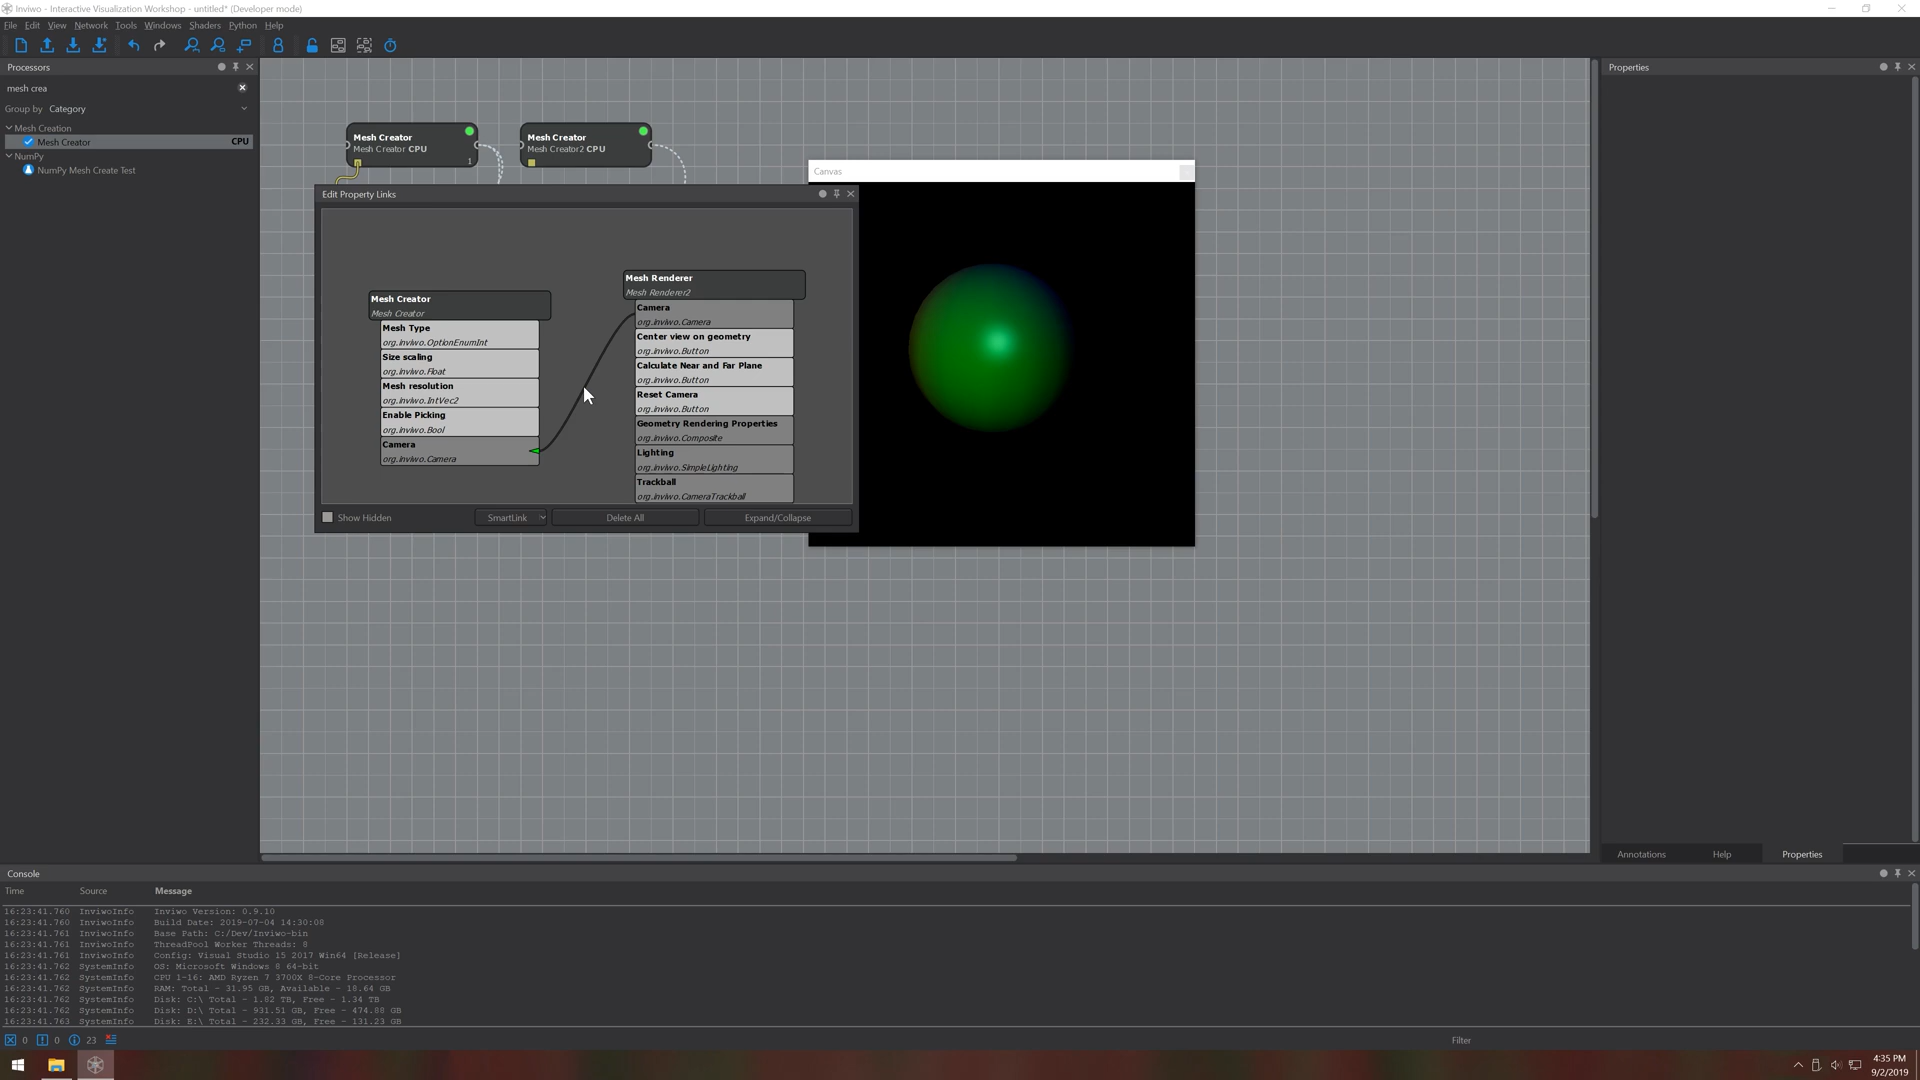 Inviwo - Interactive Visualization Workshop - untitled* (Developer mode)
File Edit View Network Tools Windows Shaders Python Help
Processors
mesh crea
Group by Category
Mesh Creation
Mesh Creator CPU
NumPy
NumPy Mesh Create Test
Mesh Creator
Mesh Creator CPU
1
Mesh Creator
Mesh Creator2 CPU
Canvas
Edit Property Links
Mesh Creator
Mesh Creator
Mesh Type
org.inviwo.OptionEnumInt
Size scaling
org.inviwo.Float
Mesh resolution
org.inviwo.IntVec2
Enable Picking
org.inviwo.Bool
Camera
org.inviwo.Camera
Mesh Renderer
Mesh Renderer2
Camera
org.inviwo.Camera
Center view on geometry
org.inviwo.Button
Calculate Near and Far Plane
org.inviwo.Button
Reset Camera
org.inviwo.Button
Geometry Rendering Properties
org.inviwo.Composite
Lighting
org.inviwo.SimpleLighting
Trackball
org.inviwo.CameraTrackball
Show Hidden SmartLink Delete All Expand/Collapse
Properties
Annotations Help Properties
Console
Time Source Message
16:23:41.760 InviwoInfo Inviwo Version: 0.9.10
16:23:41.760 InviwoInfo Build Date: 2019-07-04 14:30:08
16:23:41.761 InviwoInfo Base Path: C:/Dev/Inviwo-bin
16:23:41.761 InviwoInfo ThreadPool Worker Threads: 8
16:23:41.761 InviwoInfo Config: Visual Studio 15 2017 Win64 [Release]
16:23:41.762 SystemInfo OS: Microsoft Windows 8 64-bit
16:23:41.762 SystemInfo CPU 1-16: AMD Ryzen 7 3700X 8-Core Processor
16:23:41.762 SystemInfo RAM: Total - 31.95 GB, Available - 18.64 GB
16:23:41.762 SystemInfo Disk: C:\ Total - 1.82 TB, Free - 1.34 TB
16:23:41.762 SystemInfo Disk: D:\ Total - 931.51 GB, Free - 474.88 GB
16:23:41.763 SystemInfo Disk: E:\ Total - 232.33 GB, Free - 131.23 GB
0 0 23 Filter
4:35 PM
9/2/2019